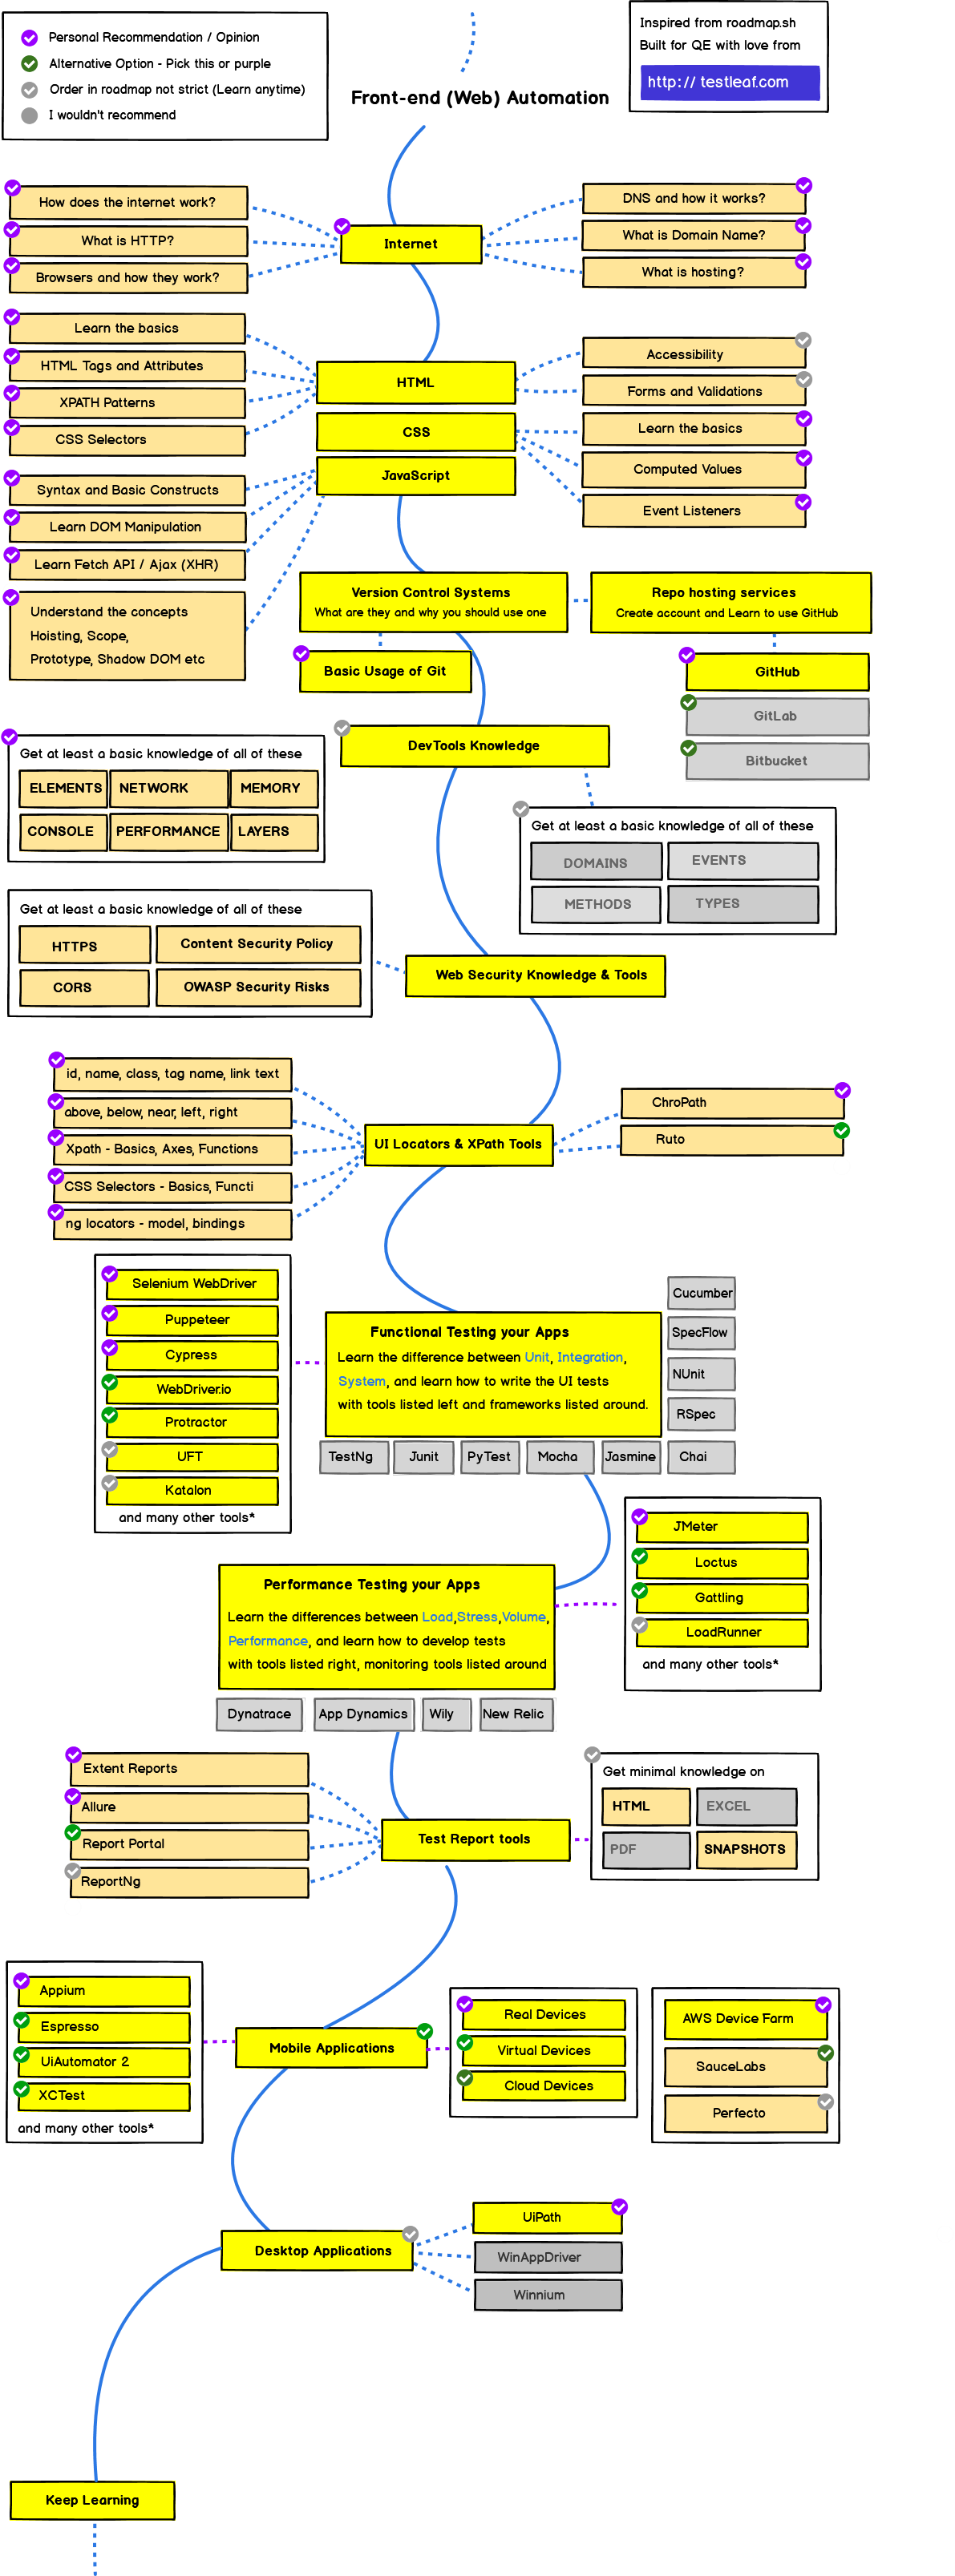 Personal Recommendation / Opinion
Alternative Option - Pick this or purple
Order in roadmap not strict (Learn anytime)
I wouldn't recommend
Inspired from roadmap.sh
Built for QE with love from
http:// testleaf.com
Front-end (Web) Automation
How does the internet work?
What is HTTP?
Browsers and how they work?
Internet
DNS and how it works?
What is Domain Name?
What is hosting?
Learn the basics
HTML Tags and Attributes
XPATH Patterns
CSS Selectors
HTML
CSS
JavaScript
Accessibility
Forms and Validations
Learn the basics
Computed Values
Event Listeners
Syntax and Basic Constructs
Learn DOM Manipulation
Learn Fetch API / Ajax (XHR)
Understand the concepts
Hoisting, Scope,
Prototype, Shadow DOM etc
Version Control Systems
What are they and why you should use one
Basic Usage of Git
Repo hosting services
Create account and Learn to use GitHub
GitHub
GitLab
Bitbucket
DevTools Knowledge
Get at least a basic knowledge of all of these
ELEMENTS
NETWORK
MEMORY
CONSOLE
PERFORMANCE
LAYERS
Get at least a basic knowledge of all of these
DOMAINS
EVENTS
METHODS
TYPES
Get at least a basic knowledge of all of these
HTTPS
Content Security Policy
CORS
OWASP Security Risks
Web Security Knowledge & Tools
id, name, class, tag name, link text
above, below, near, left, right
Xpath - Basics, Axes, Functions
CSS Selectors - Basics, Functi
ng locators - model, bindings
UI Locators & XPath Tools
ChroPath
Ruto
Selenium WebDriver
Puppeteer
Cypress
WebDriver.io
Protractor
UFT
Katalon
and many other tools*
Functional Testing your Apps
Learn the difference between Unit, Integration,
System, and learn how to write the UI tests
with tools listed left and frameworks listed around.
Cucumber
SpecFlow
NUnit
RSpec
TestNg
Junit
PyTest
Mocha
Jasmine
Chai
Performance Testing your Apps
Learn the differences between Load,Stress,Volume,
Performance, and learn how to develop tests
with tools listed right, monitoring tools listed around
JMeter
Loctus
Gattling
LoadRunner
and many other tools*
Dynatrace
App Dynamics
Wily
New Relic
Extent Reports
Allure
Report Portal
ReportNg
Test Report tools
Get minimal knowledge on
HTML
EXCEL
PDF
SNAPSHOTS
Appium
Espresso
UiAutomator 2
XCTest
and many other tools*
Mobile Applications
Real Devices
Virtual Devices
Cloud Devices
AWS Device Farm
SauceLabs
Perfecto
Desktop Applications
UiPath
WinAppDriver
Winnium
Keep Learning